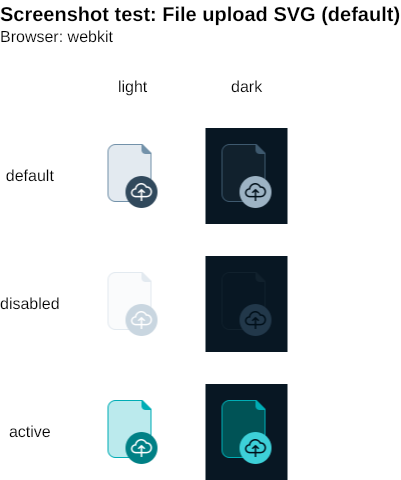 Screenshot test: File upload SVG (default)
Browser: webkit
light dark
default
disabled
active